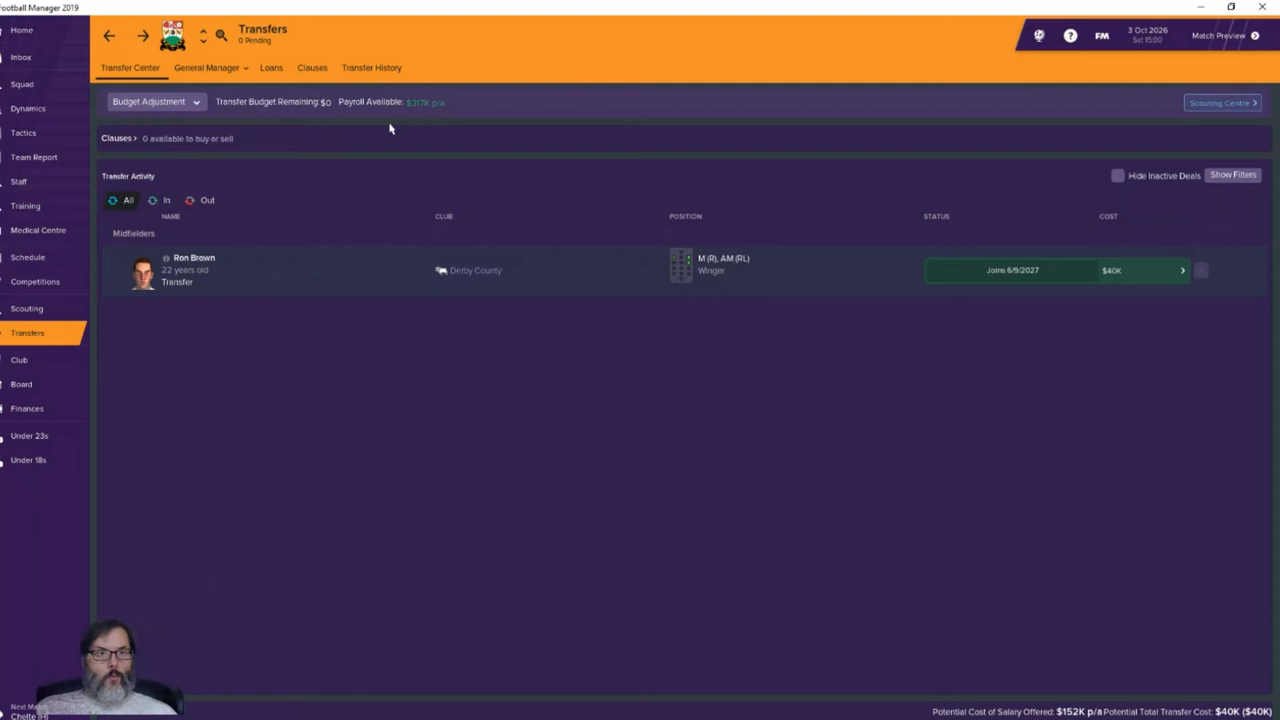 Football Manager 2019
Home
Inbox
Squad
Dynamics
Tactics
Team Report
Staff
Training
Medical Centre
Schedule
Competitions
Scouting
Transfers
Club
Board
Finances
Under 23s
Under 18s
Transfers
0 Pending
FM
3 Oct 2026
Sat 15:00
Match Preview
Transfer Center
General Manager
Loans
Clauses
Transfer History
Budget Adjustment
Transfer Budget Remaining: $0
Payroll Available: $317K p/a
Scouting Centre >
Clauses > 0 available to buy or sell
Transfer Activity
Hide Inactive Deals
Show Filters
All
In
Out
NAME
CLUB
POSITION
STATUS
COST
Midfielders
Ron Brown
22 years old
Transfer
Derby County
M (R), AM (RL)
Winger
Joins 6/9/2027
$40K
Next Match
Chelte (H)
Potential Cost of Salary Offered: $152K p/a Potential Total Transfer Cost: $40K ($40K)